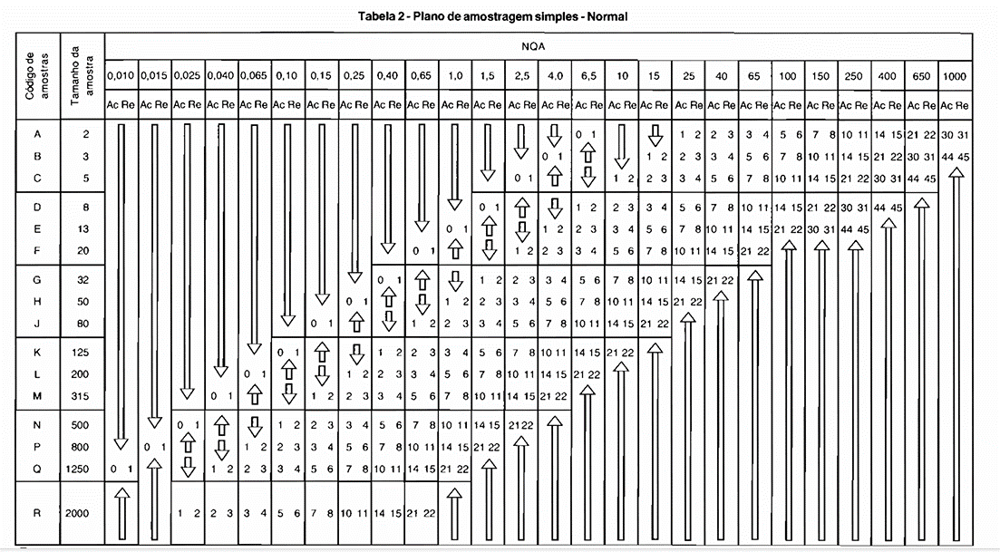 Tabela 2 - Plano de amostragem simples - Normal
Código de amostras Tamanho da amostra NQA
0,010 0,015 0,025 0,040 0,065 0,10 0,15 0,25 0,40 0,65 1,0 1,5 2,5 4,0 6,5 10 15 25 40 65 100 150 250 400 650 1000
Ac Re Ac Re Ac Re Ac Re Ac Re Ac Re Ac Re Ac Re Ac Re Ac Re Ac Re Ac Re Ac Re Ac Re Ac Re Ac Re Ac Re Ac Re Ac Re Ac Re Ac Re Ac Re Ac Re Ac Re Ac Re Ac Re
A 2 0 1 1 2 2 3 3 4 5 6 7 8 10 11 14 15 21 22 30 31
B 3 0 1 1 2 2 3 3 4 5 6 7 8 10 11 14 15 21 22 30 31 44 45
C 5 0 1 1 2 2 3 3 4 5 6 7 8 10 11 14 15 21 22 30 31 44 45
D 8 0 1 1 2 2 3 3 4 5 6 7 8 10 11 14 15 21 22 30 31 44 45
E 13 0 1 1 2 2 3 3 4 5 6 7 8 10 11 14 15 21 22 30 31 44 45
F 20 0 1 1 2 2 3 3 4 5 6 7 8 10 11 14 15 21 22
G 32 0 1 1 2 2 3 3 4 5 6 7 8 10 11 14 15 21 22
H 50 0 1 1 2 2 3 3 4 5 6 7 8 10 11 14 15 21 22
J 80 0 1 1 2 2 3 3 4 5 6 7 8 10 11 14 15 21 22
K 125 0 1 1 2 2 3 3 4 5 6 7 8 10 11 14 15 21 22
L 200 0 1 1 2 2 3 3 4 5 6 7 8 10 11 14 15 21 22
M 315 0 1 1 2 2 3 3 4 5 6 7 8 10 11 14 15 21 22
N 500 0 1 1 2 2 3 3 4 5 6 7 8 10 11 14 15 21 22
P 800 0 1 1 2 2 3 3 4 5 6 7 8 10 11 14 15 21 22
Q 1250 0 1 1 2 2 3 3 4 5 6 7 8 10 11 14 15 21 22
R 2000 1 2 2 3 3 4 5 6 7 8 10 11 14 15 21 22